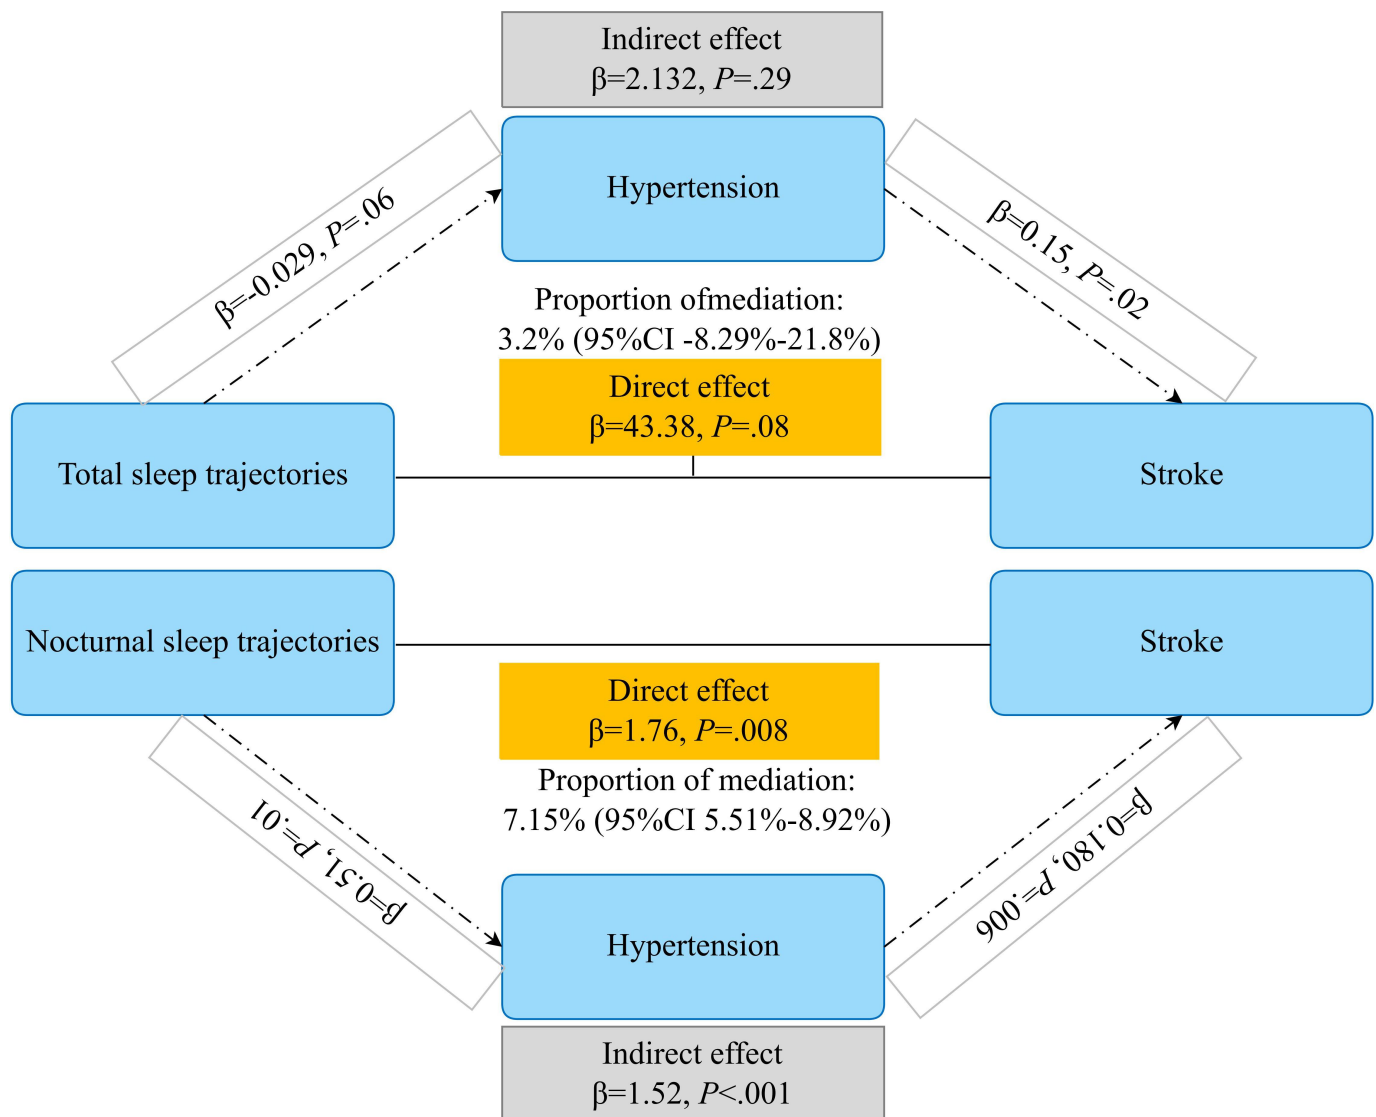 Indirect effect
β=2.132, P=.29
Hypertension
β=-0.029, P=.06
β=0.15, P=.02
Proportion ofmediation:
3.2% (95%CI -8.29%-21.8%)
Direct effect
β=43.38, P=.08
Total sleep trajectories
Stroke
Nocturnal sleep trajectories
Stroke
Direct effect
β=1.76, P=.008
Proportion of mediation:
7.15% (95%CI 5.51%-8.92%)
β=0.51, P=.01
β=0.180, P=.006
Hypertension
Indirect effect
β=1.52, P<.001